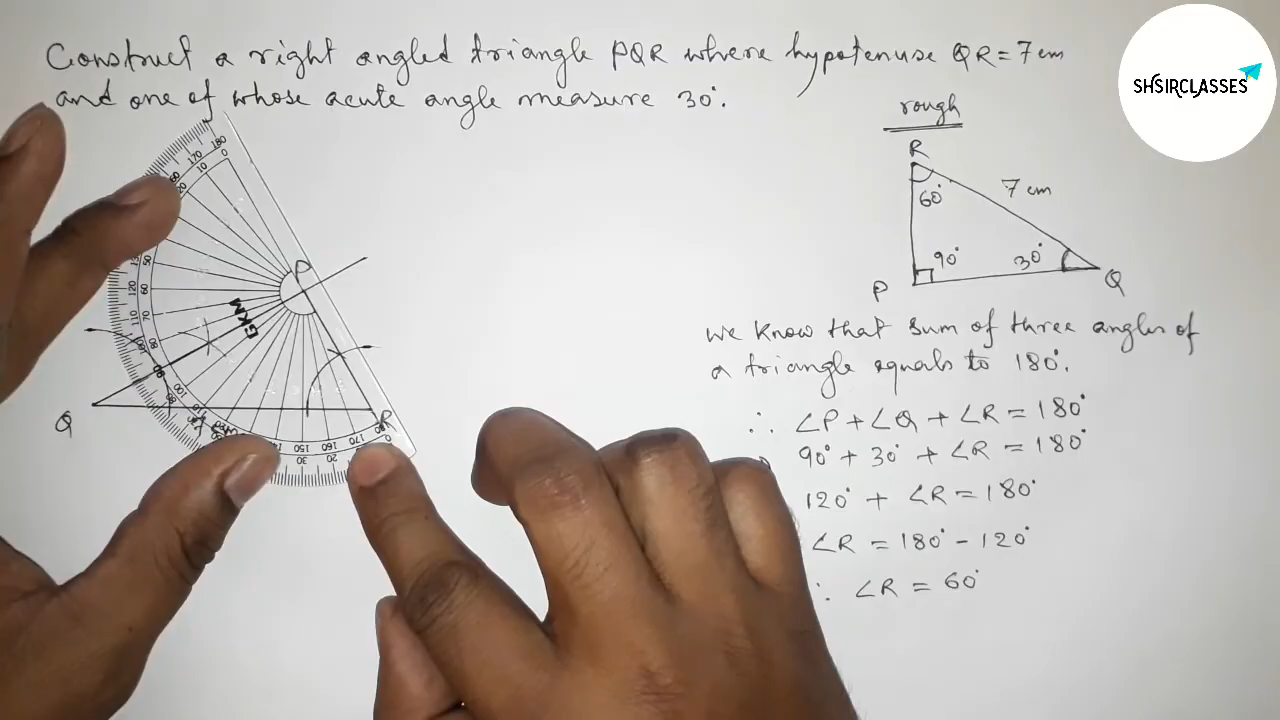 Construct a right angled triangle PQR where hypotenuse QR = 7 cm
and one of whose acute angle measure 30°.
SHSIRCLASSES
rough
R
60°
7 cm
90°
30°
P
Q
we know that sum of three angles of
a triangle equals to 180°.
∴ ∠P + ∠Q + ∠R = 180°
90° + 30° + ∠R = 180°
120° + ∠R = 180°
∠R = 180° - 120°
∴ ∠R = 60°
P
GKM
Q
R